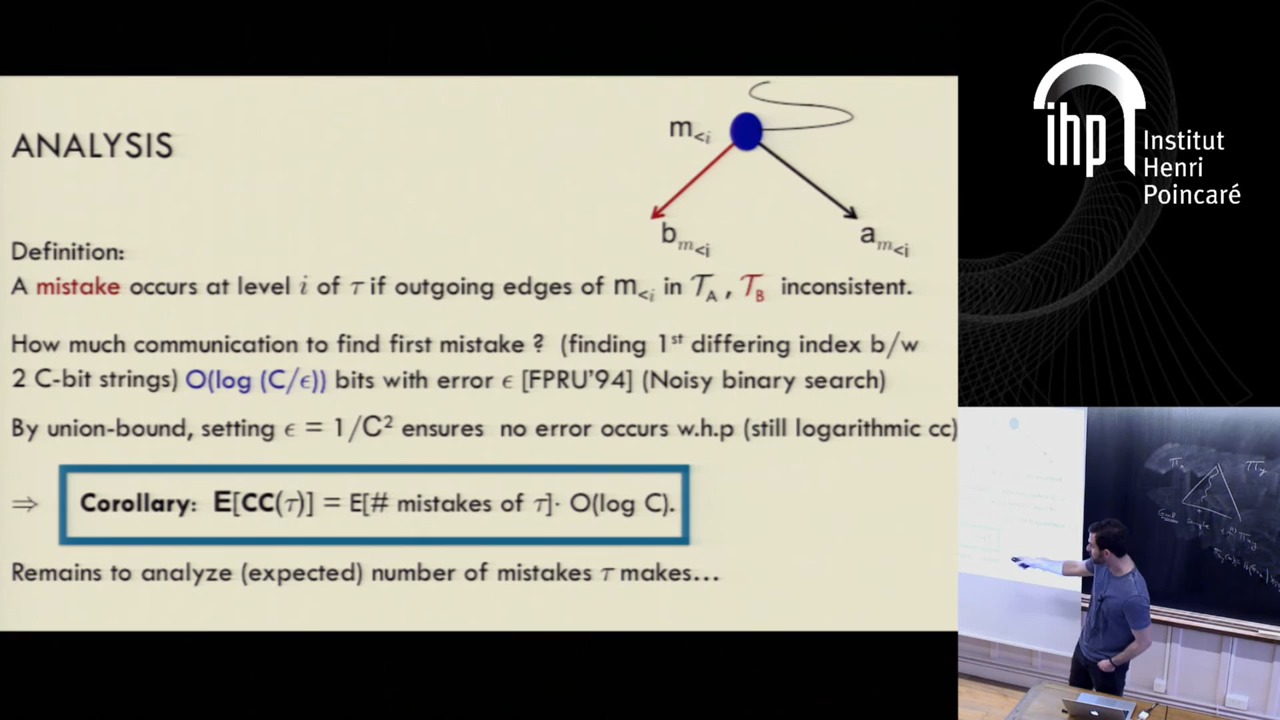 ANALYSIS
m<i
b m<i
a m<i
Definition:
A mistake occurs at level i of τ if outgoing edges of m<i in 𝒯A , 𝒯B inconsistent.
How much communication to find first mistake ? (finding 1st differing index b/w
2 C-bit strings) O(log (C/ϵ)) bits with error ϵ [FPRU'94] (Noisy binary search)
By union-bound, setting ϵ = 1/C² ensures no error occurs w.h.p (still logarithmic cc)
⇒ Corollary: E[CC(τ)] = E[# mistakes of τ]· O(log C).
Remains to analyze (expected) number of mistakes τ makes...
ihp
Institut
Henri
Poincaré